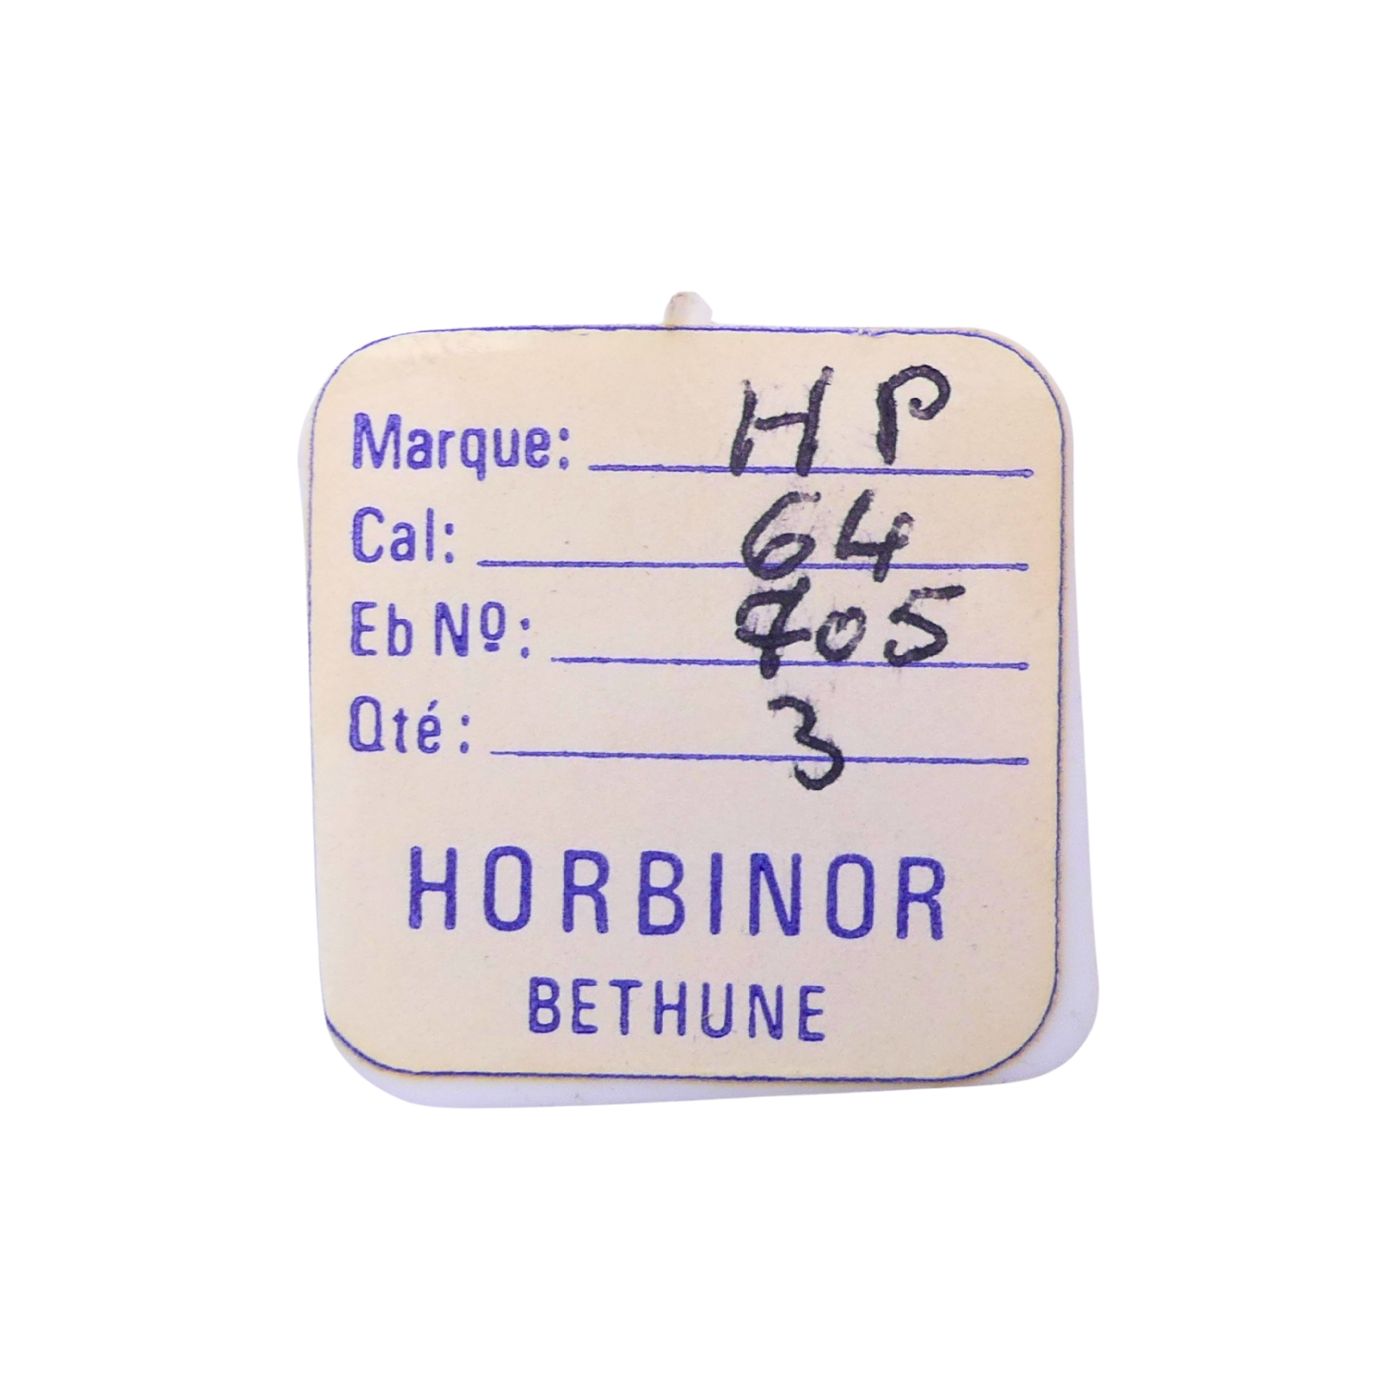 Marque: HP
Cal: 64
Eb Nº: 705
Qté: 3
HORBINOR
BETHUNE